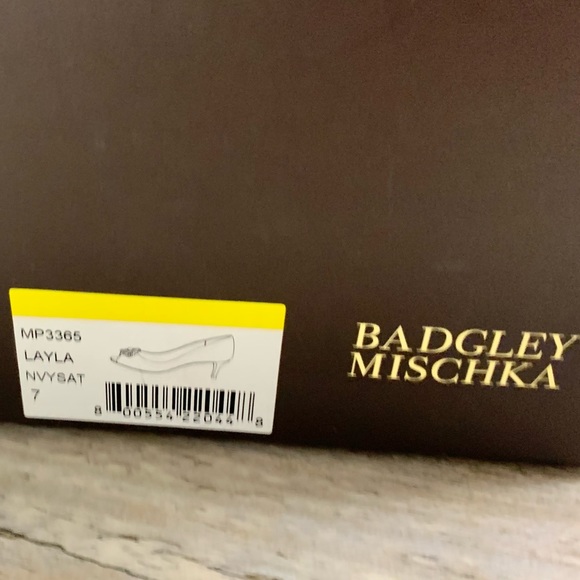 MP3365
LAYLA
NVYSAT
7
8 00554 22044 8
BADGLEY
MISCHKA